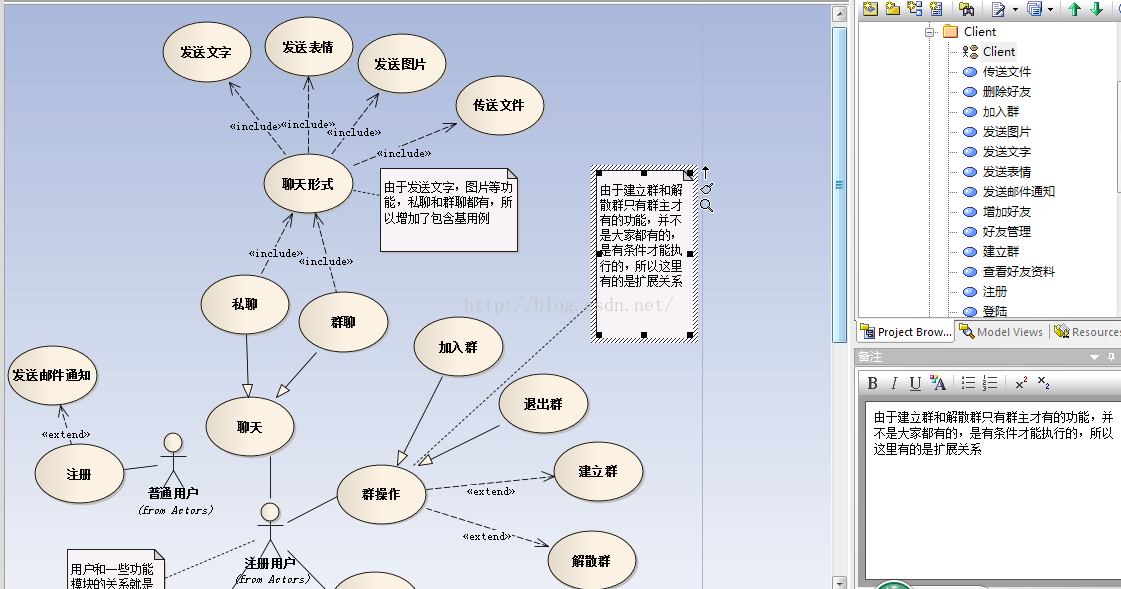 发送文字
发送表情
发送图片
传送文件
«include»
«include»
«include»
«include»
聊天形式
由于发送文字，图片等功
能，私聊和群聊都有，所
以增加了包含基用例
«include»
«include»
私聊
群聊
由于建立群和解
散群只有群主才
有的功能，并不
是大家都有的，
是有条件才能执
行的，所以这里
有的是扩展关系
http://blog.csdn.net/
加入群
发送邮件通知
退出群
聊天
«extend»
注册
普通用户
(from Actors)
群操作
建立群
«extend»
«extend»
解散群
注册用户
(from Actors)
用户和一些功能
模块的关系就是
Client
Client
传送文件
删除好友
加入群
发送图片
发送文字
发送表情
发送邮件通知
增加好友
好友管理
建立群
查看好友资料
注册
登陆
Project Brow...
Model Views
Resources
备注
B I U A x² x₂
由于建立群和解散群只有群主才有的功能，并
不是大家都有的，是有条件才能执行的，所以
这里有的是扩展关系